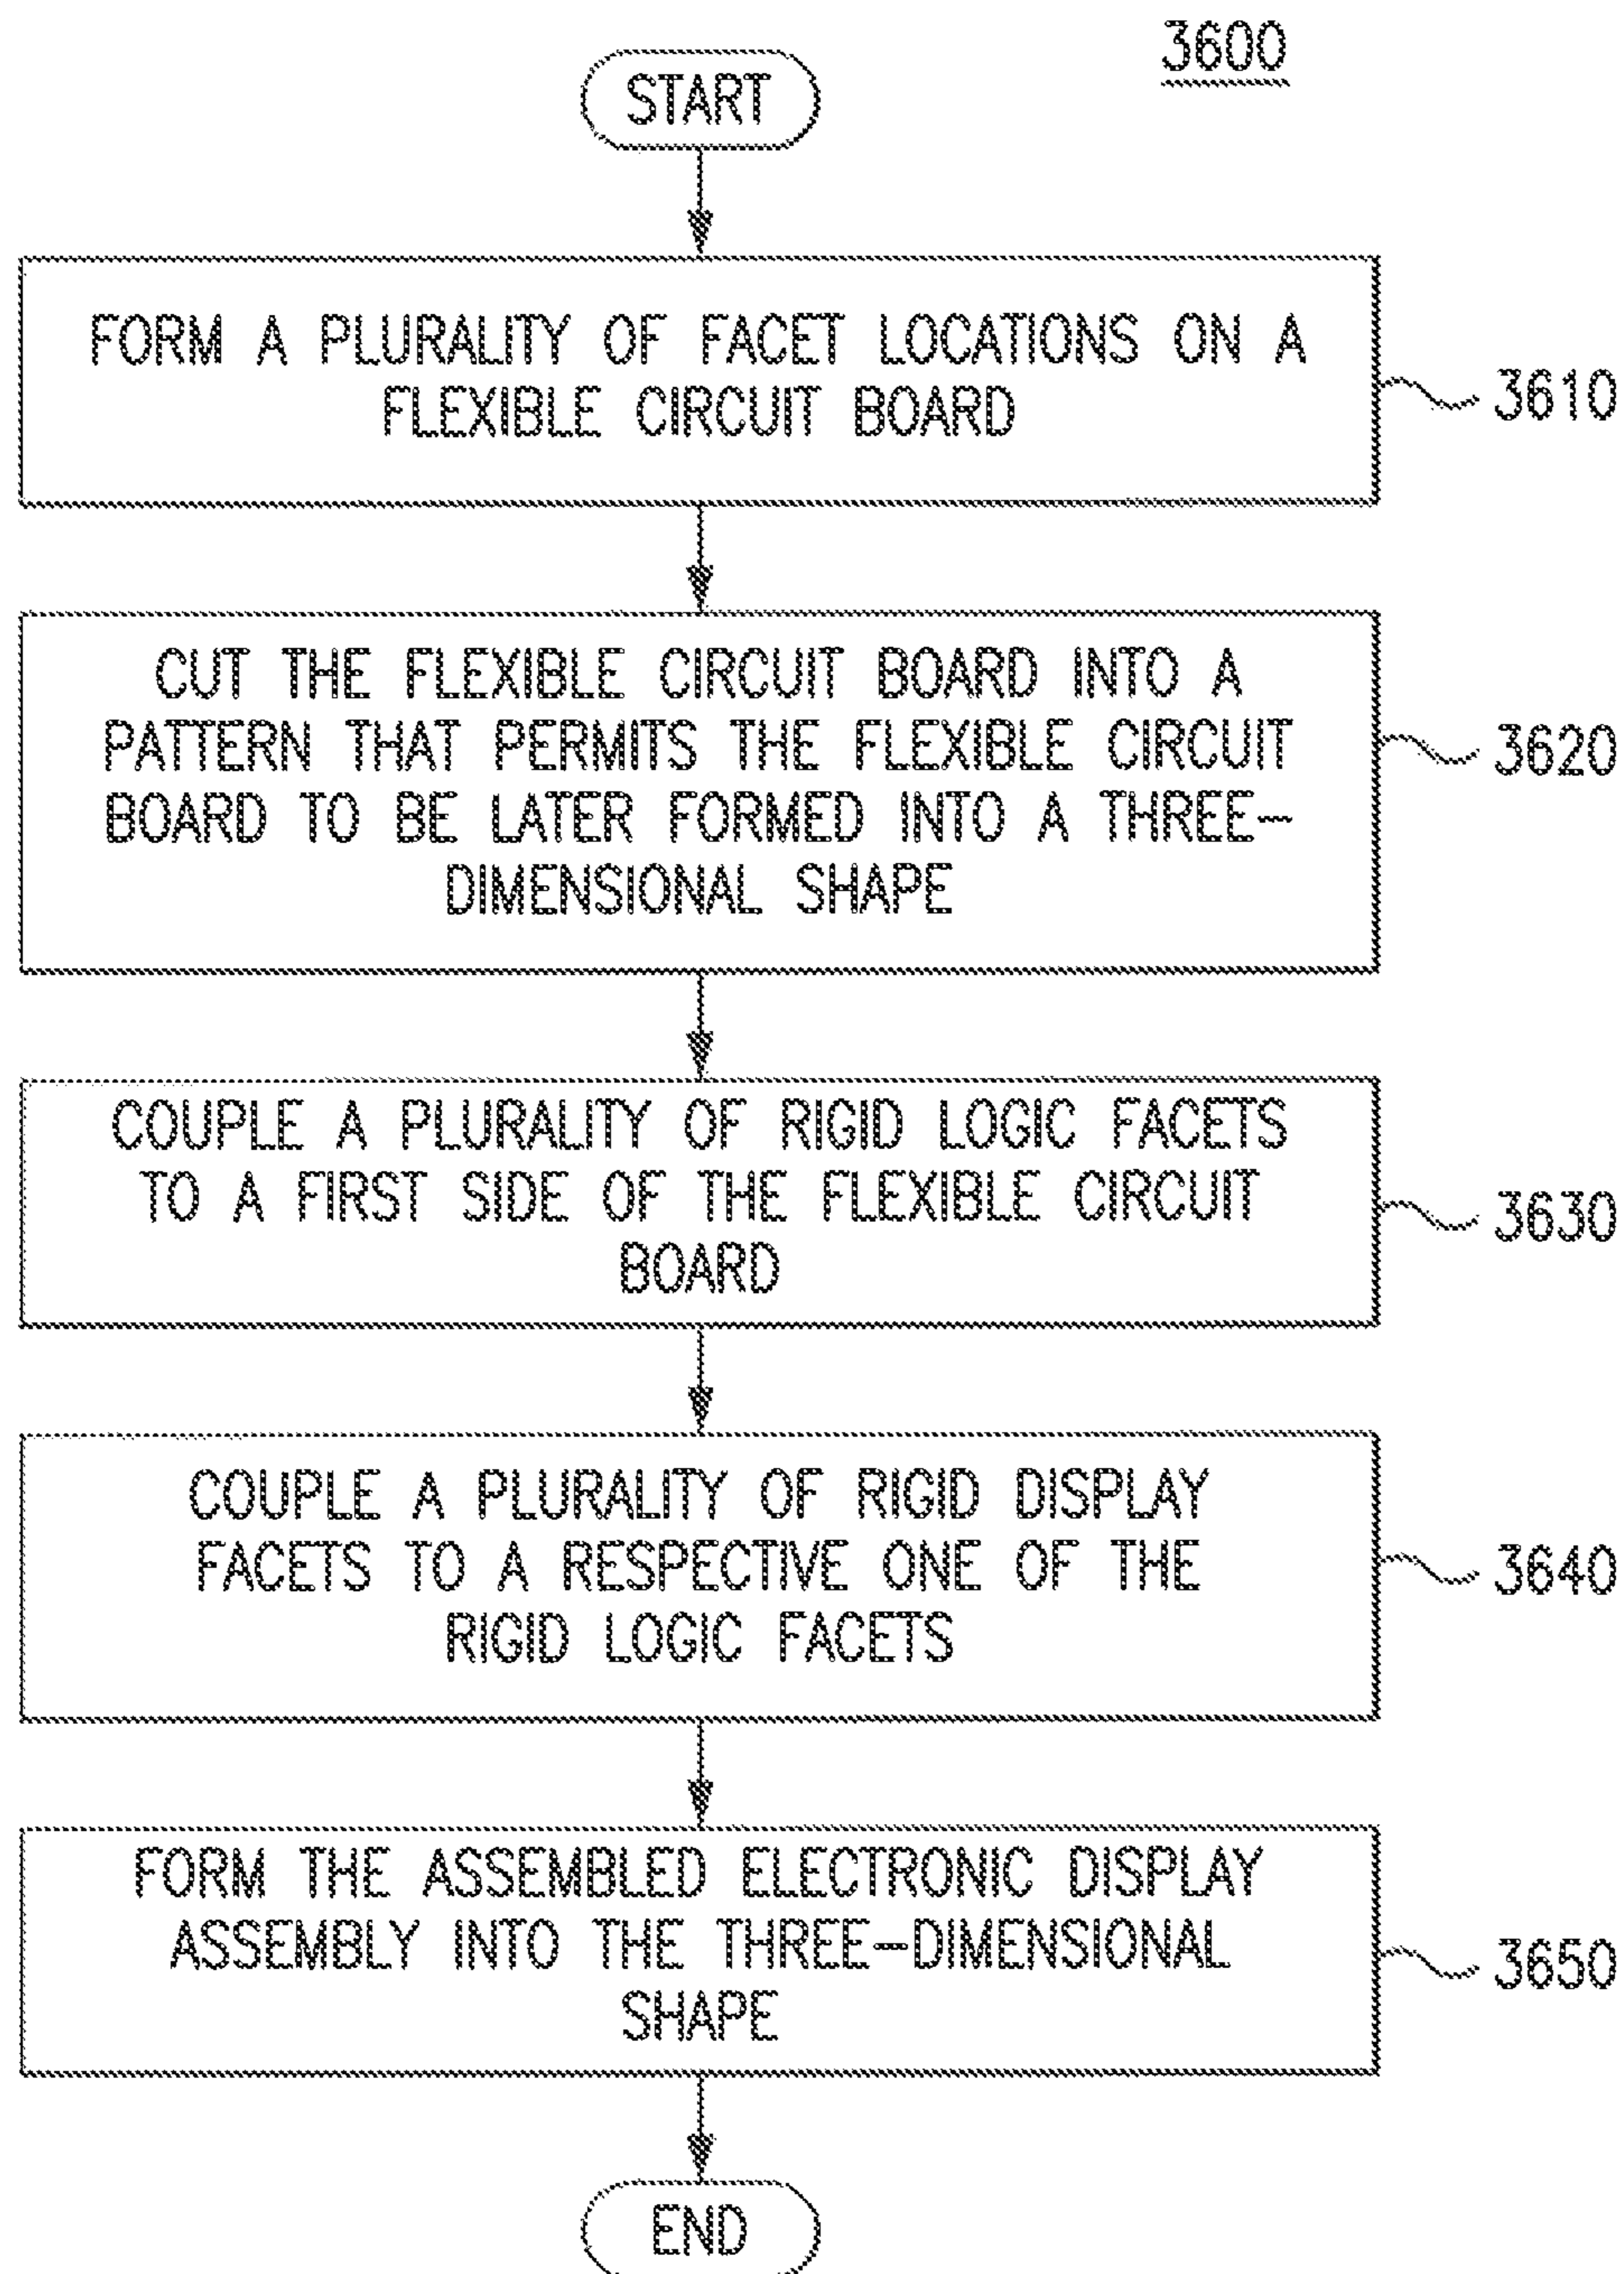 3600
START
FORM A PLURALITY OF FACET LOCATIONS ON A
FLEXIBLE CIRCUIT BOARD
3610
CUT THE FLEXIBLE CIRCUIT BOARD INTO A
PATTERN THAT PERMITS THE FLEXIBLE CIRCUIT
BOARD TO BE LATER FORMED INTO A THREE-
DIMENSIONAL SHAPE
3620
COUPLE A PLURALITY OF RIGID LOGIC FACETS
TO A FIRST SIDE OF THE FLEXIBLE CIRCUIT
BOARD
3630
COUPLE A PLURALITY OF RIGID DISPLAY
FACETS TO A RESPECTIVE ONE OF THE
RIGID LOGIC FACETS
3640
FORM THE ASSEMBLED ELECTRONIC DISPLAY
ASSEMBLY INTO THE THREE-DIMENSIONAL
SHAPE
3650
END